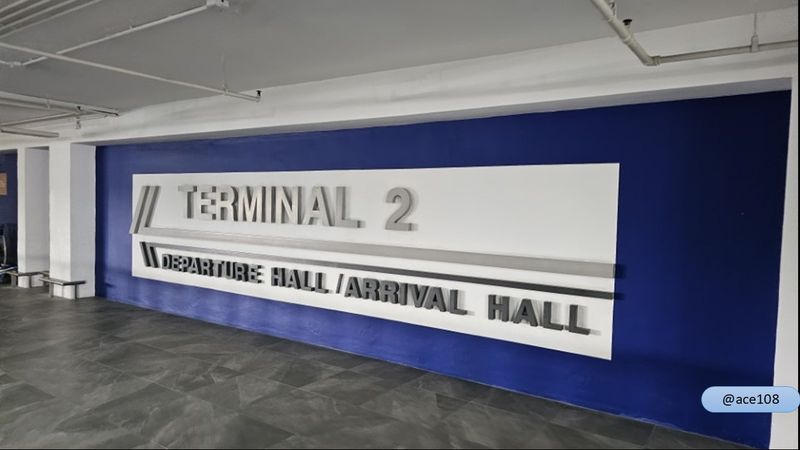 TERMINAL 2
DEPARTURE HALL / ARRIVAL HALL
@ace108